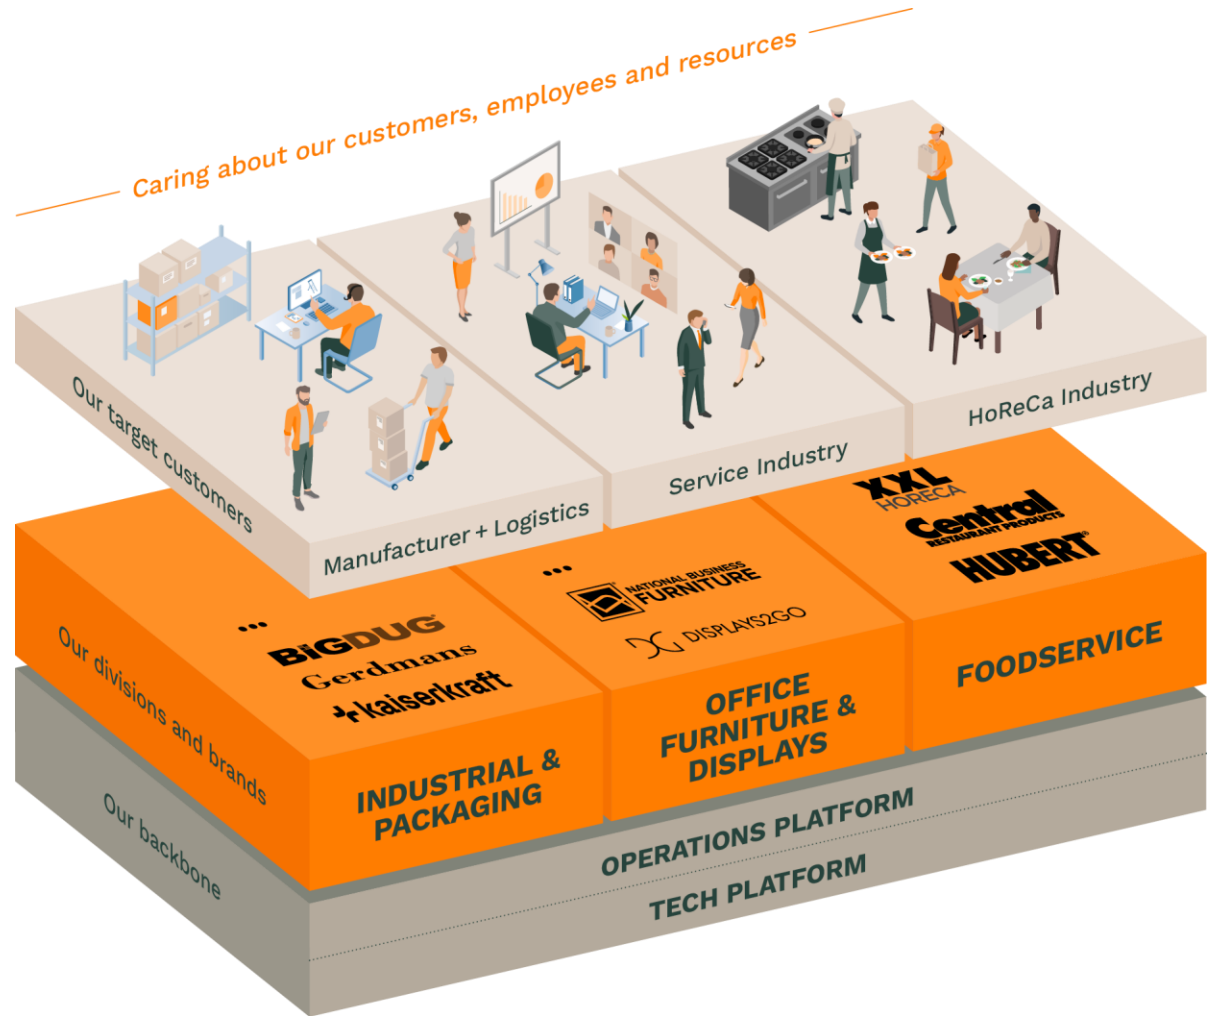 Caring about our customers, employees and resources
Our target customers
Manufacturer + Logistics
Service Industry
HoReCa Industry
Our divisions and brands
...
BiGDUG®
Gerdmans
kaiserkraft
INDUSTRIAL &
PACKAGING
...
NATIONAL BUSINESS
FURNITURE
DISPLAYS2GO
OFFICE
FURNITURE &
DISPLAYS
XXL
HORECA
Central
RESTAURANT PRODUCTS
HUBERT®
FOODSERVICE
Our backbone
OPERATIONS PLATFORM
TECH PLATFORM